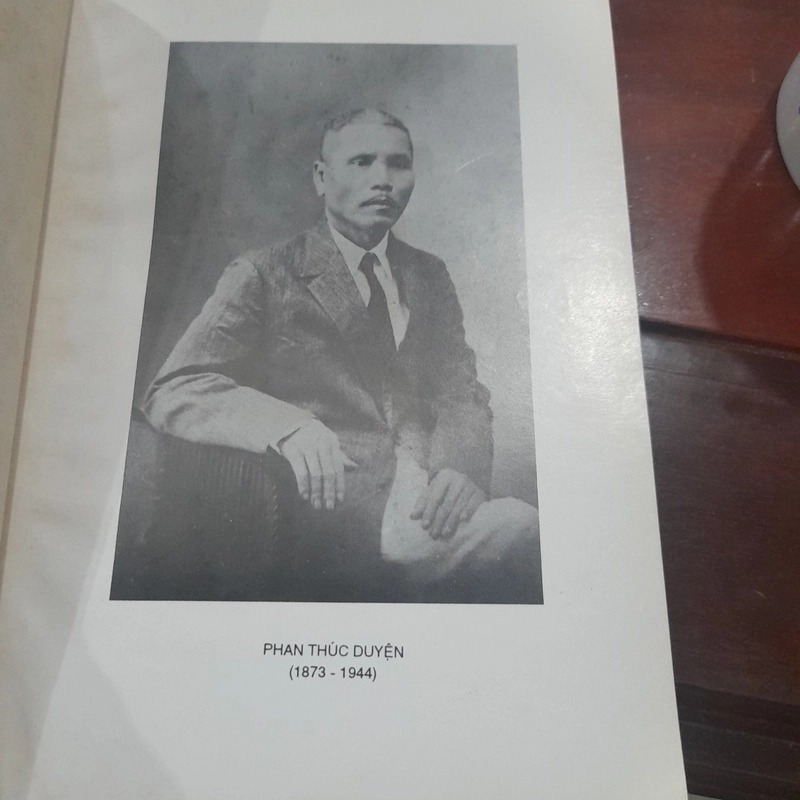 PHAN THÚC DUYỆN
(1873 - 1944)